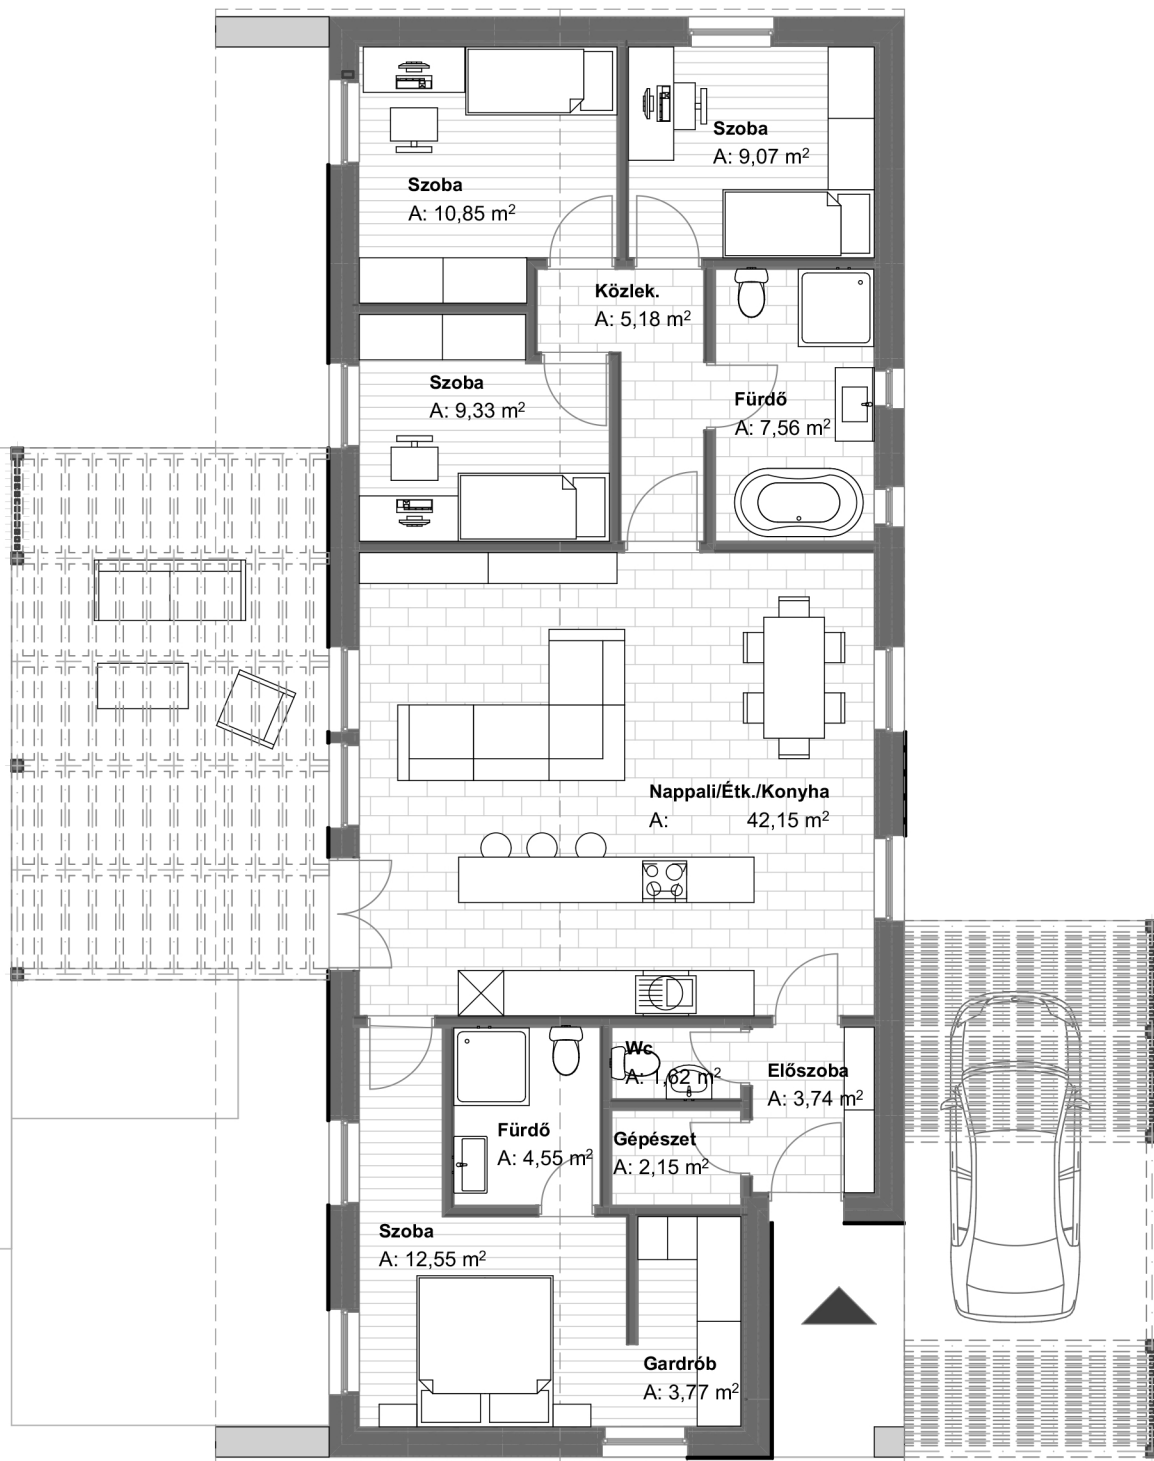 Szoba
A: 9,07 m²
Szoba
A: 10,85 m²
Közlek.
A: 5,18 m²
Szoba
A: 9,33 m²
Fürdő
A: 7,56 m²
Nappali/Étk./Konyha
A: 42,15 m²
Wc
A: 1,62 m²
Előszoba
A: 3,74 m²
Fürdő
A: 4,55 m²
Gépészet
A: 2,15 m²
Szoba
A: 12,55 m²
Gardrób
A: 3,77 m²